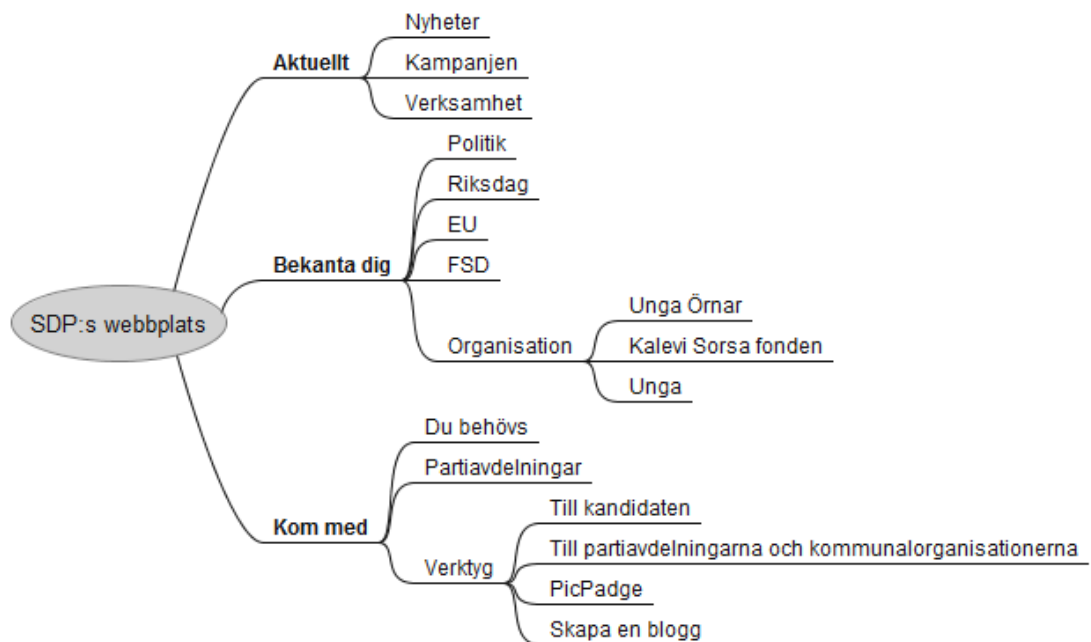 SDP:s webbplats
Aktuellt
Nyheter
Kampanjen
Verksamhet
Bekanta dig
Politik
Riksdag
EU
FSD
Organisation
Unga Örnar
Kalevi Sorsa fonden
Unga
Kom med
Du behövs
Partiavdelningar
Verktyg
Till kandidaten
Till partiavdelningarna och kommunalorganisationerna
PicPadge
Skapa en blogg